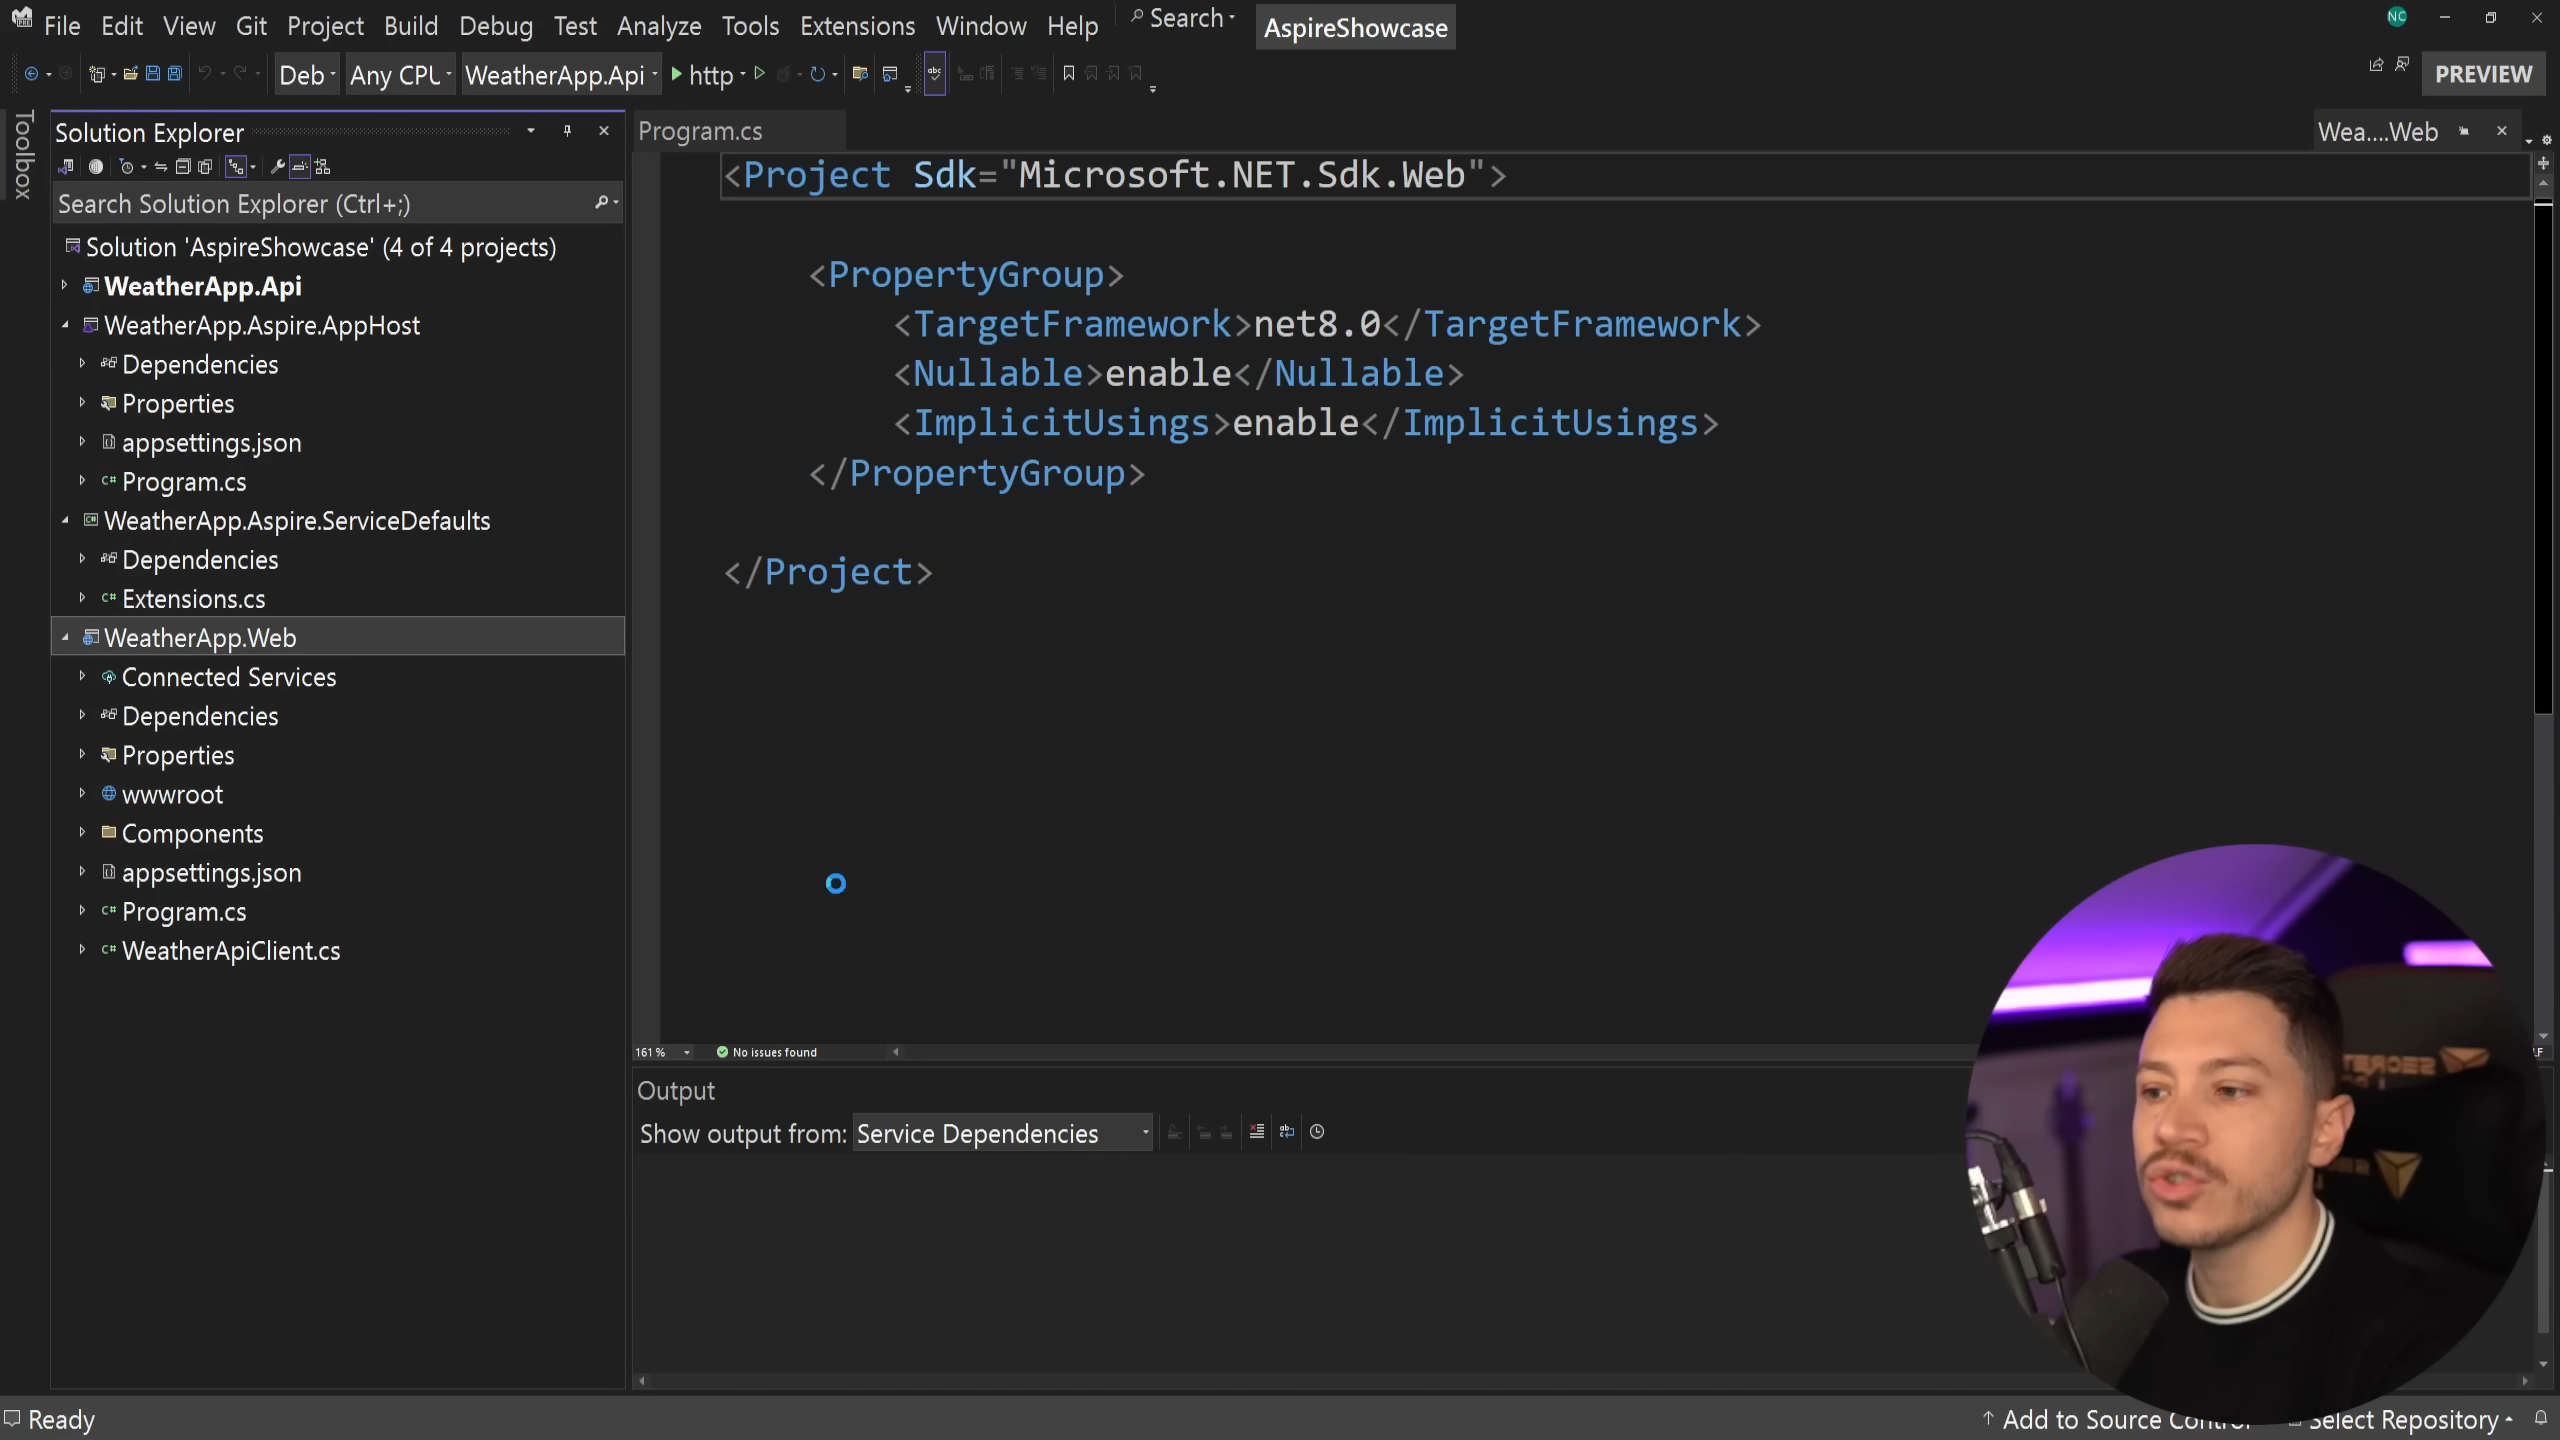 File Edit View Git Project Build Debug Test Analyze Tools Extensions Window Help Search AspireShowcase
NC
Deb Any CPU WeatherApp.Api http PREVIEW
Toolbox
Solution Explorer
Search Solution Explorer (Ctrl+;)
Solution 'AspireShowcase' (4 of 4 projects)
WeatherApp.Api
WeatherApp.Aspire.AppHost
Dependencies
Properties
appsettings.json
Program.cs
WeatherApp.Aspire.ServiceDefaults
Dependencies
Extensions.cs
WeatherApp.Web
Connected Services
Dependencies
Properties
wwwroot
Components
appsettings.json
Program.cs
WeatherApiClient.cs
Program.cs Wea....Web
<Project Sdk="Microsoft.NET.Sdk.Web">
<PropertyGroup>
<TargetFramework>net8.0</TargetFramework>
<Nullable>enable</Nullable>
<ImplicitUsings>enable</ImplicitUsings>
</PropertyGroup>
</Project>
161 % No issues found
Output
Show output from: Service Dependencies
Ready Add to Source Control Select Repository